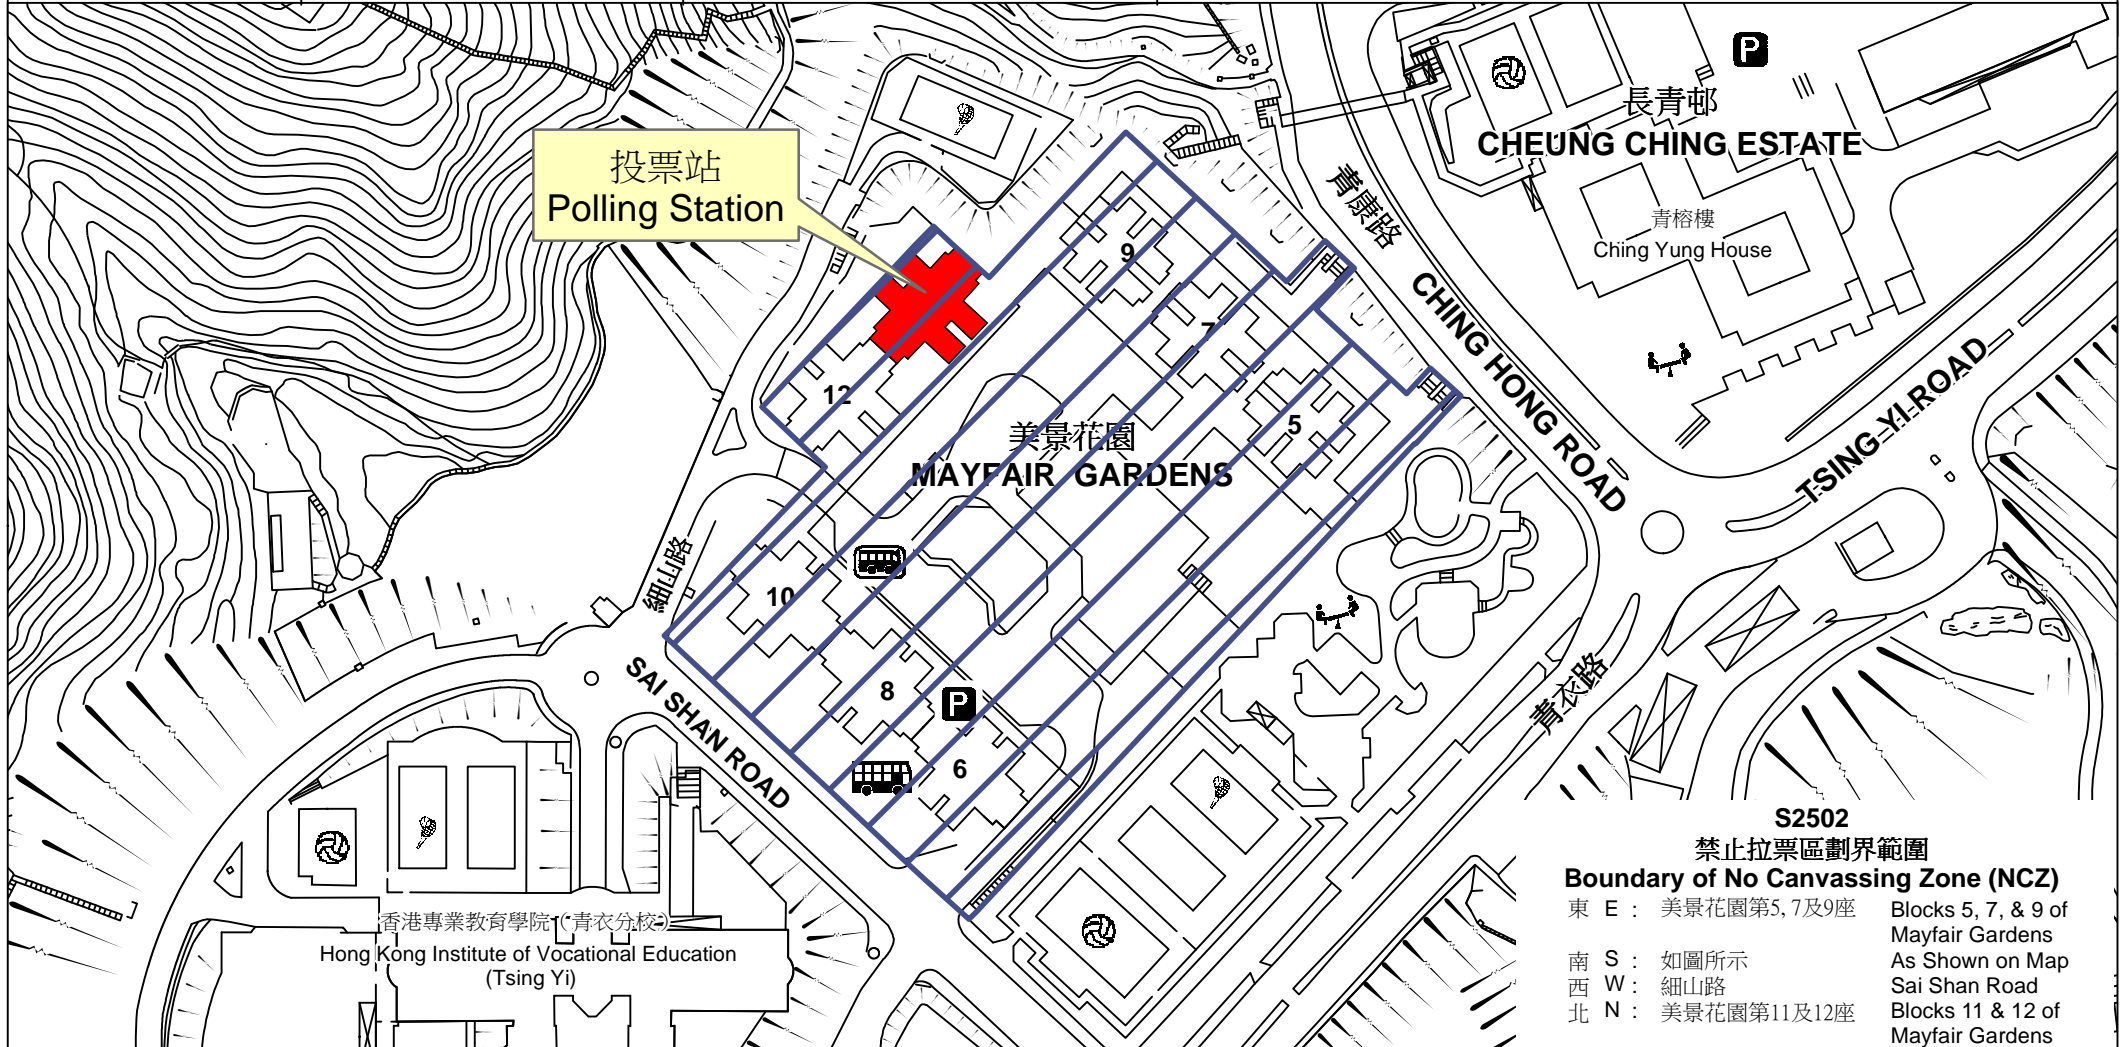 長青邨
CHEUNG CHING ESTATE
投票站
Polling Station
青康路
CHING HONG ROAD
青榕樓
Ching Yung House
9
7
TSING YI ROAD
12
5
美景花園
MAYFAIR GARDENS
細山路
10
SAI SHAN ROAD
8
P
6
青衣路
P
香港專業教育學院（青衣分校）
Hong Kong Institute of Vocational Education
(Tsing Yi)
S2502
禁止拉票區劃界範圍
Boundary of No Canvassing Zone (NCZ)
東 E : 美景花園第5, 7及9座 Blocks 5, 7, & 9 of
Mayfair Gardens
南 S : 如圖所示 As Shown on Map
西 W : 細山路 Sai Shan Road
北 N : 美景花園第11及12座 Blocks 11 & 12 of
Mayfair Gardens